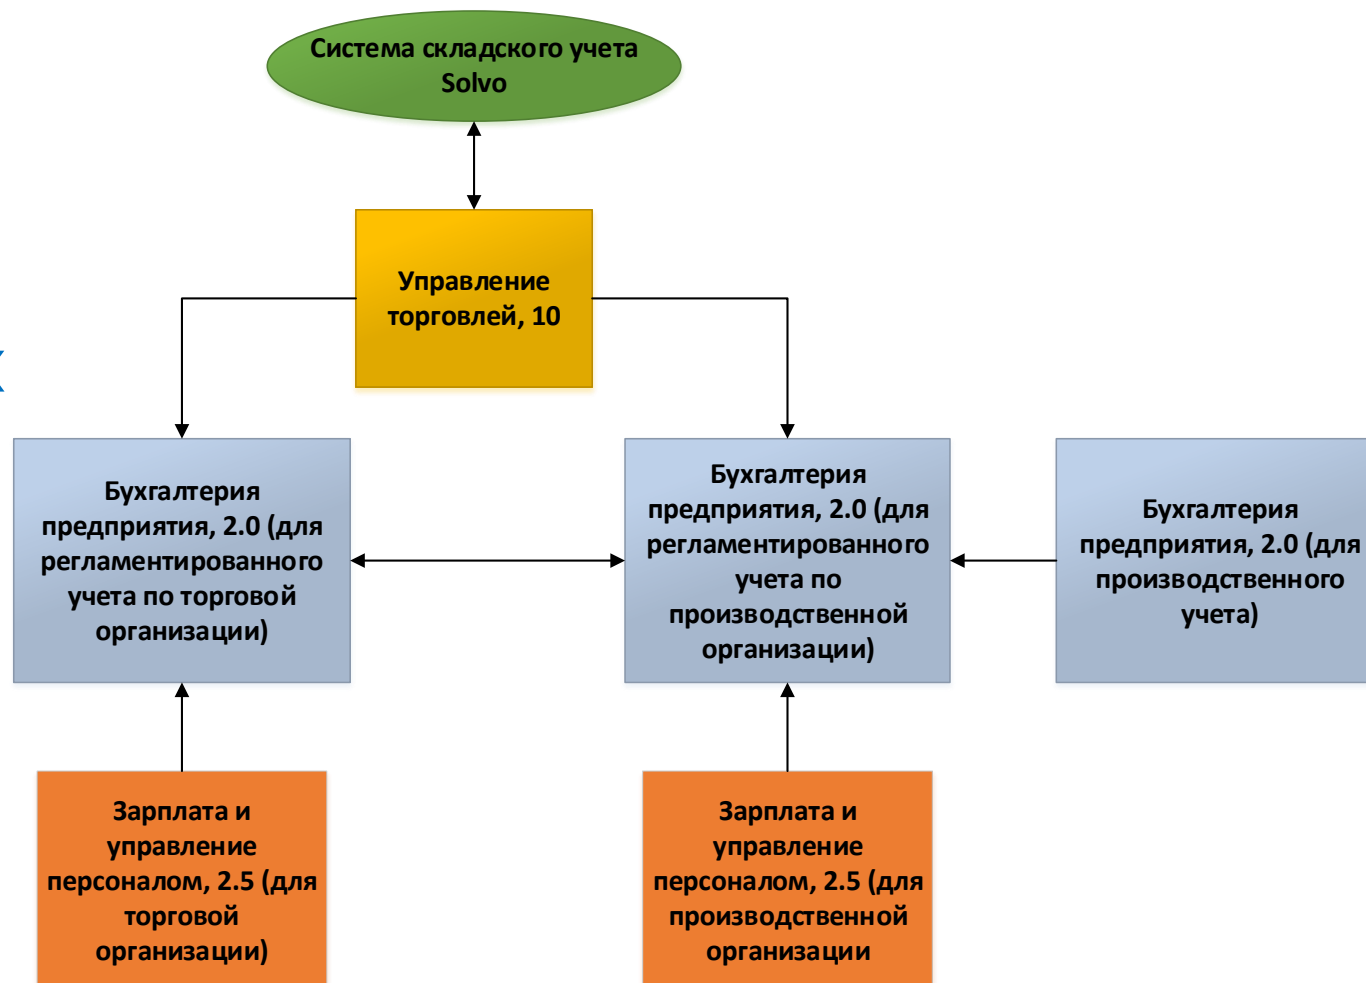 Система складского учета
Solvo
Управление
торговлей, 10
Бухгалтерия
предприятия, 2.0 (для
регламентированного
учета по торговой
организации)
Бухгалтерия
предприятия, 2.0 (для
регламентированного
учета по
производственной
организации)
Бухгалтерия
предприятия, 2.0 (для
производственного
учета)
Зарплата и
управление
персоналом, 2.5 (для
торговой
организации)
Зарплата и
управление
персоналом, 2.5 (для
производственной
организации